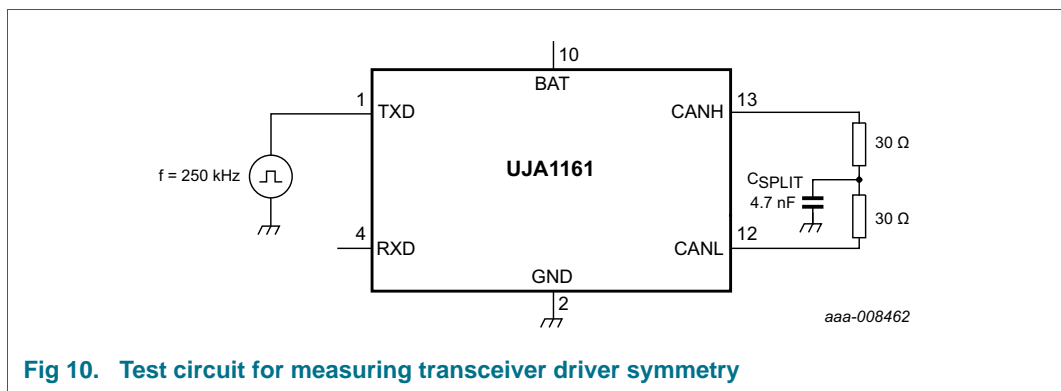 10
BAT
1
TXD
CANH
13
30 Ω
UJA1161
f = 250 kHz
CSPLIT
4.7 nF
30 Ω
4
RXD
CANL
12
GND
2
aaa-008462
Fig 10. Test circuit for measuring transceiver driver symmetry